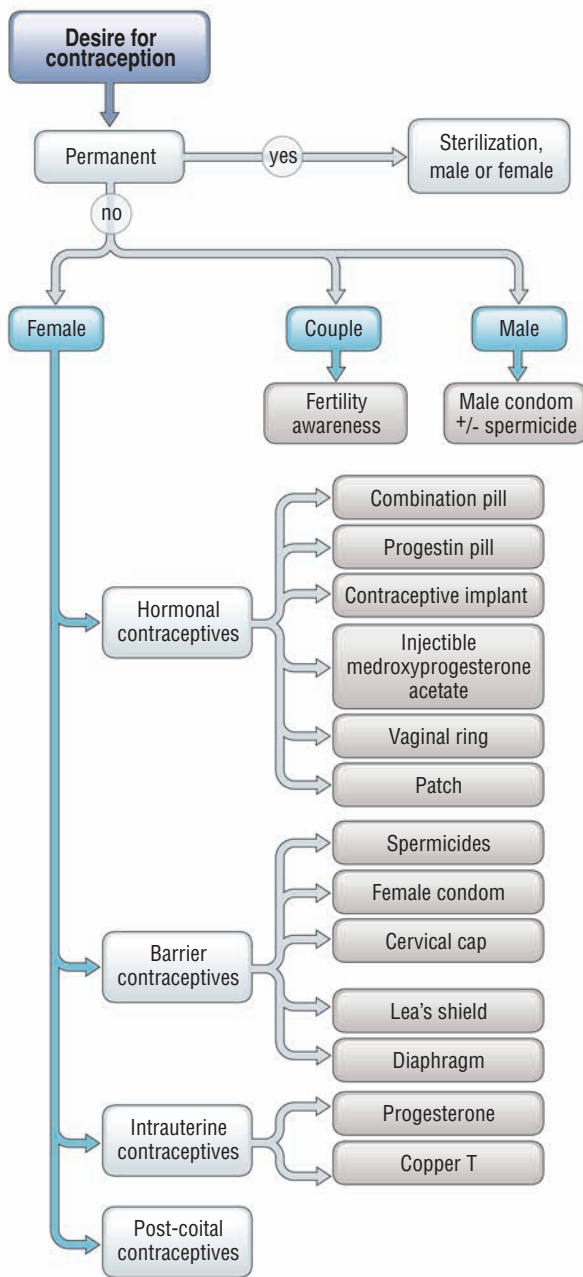 Desire for
contraception
Permanent
yes
Sterilization,
male or female
no
Female
Couple
Male
Fertility
awareness
Male condom
+/- spermicide
Hormonal
contraceptives
Combination pill
Progestin pill
Contraceptive implant
Injectible
medroxyprogesterone
acetate
Vaginal ring
Patch
Barrier
contraceptives
Spermicides
Female condom
Cervical cap
Lea's shield
Diaphragm
Intrauterine
contraceptives
Progesterone
Copper T
Post-coital
contraceptives